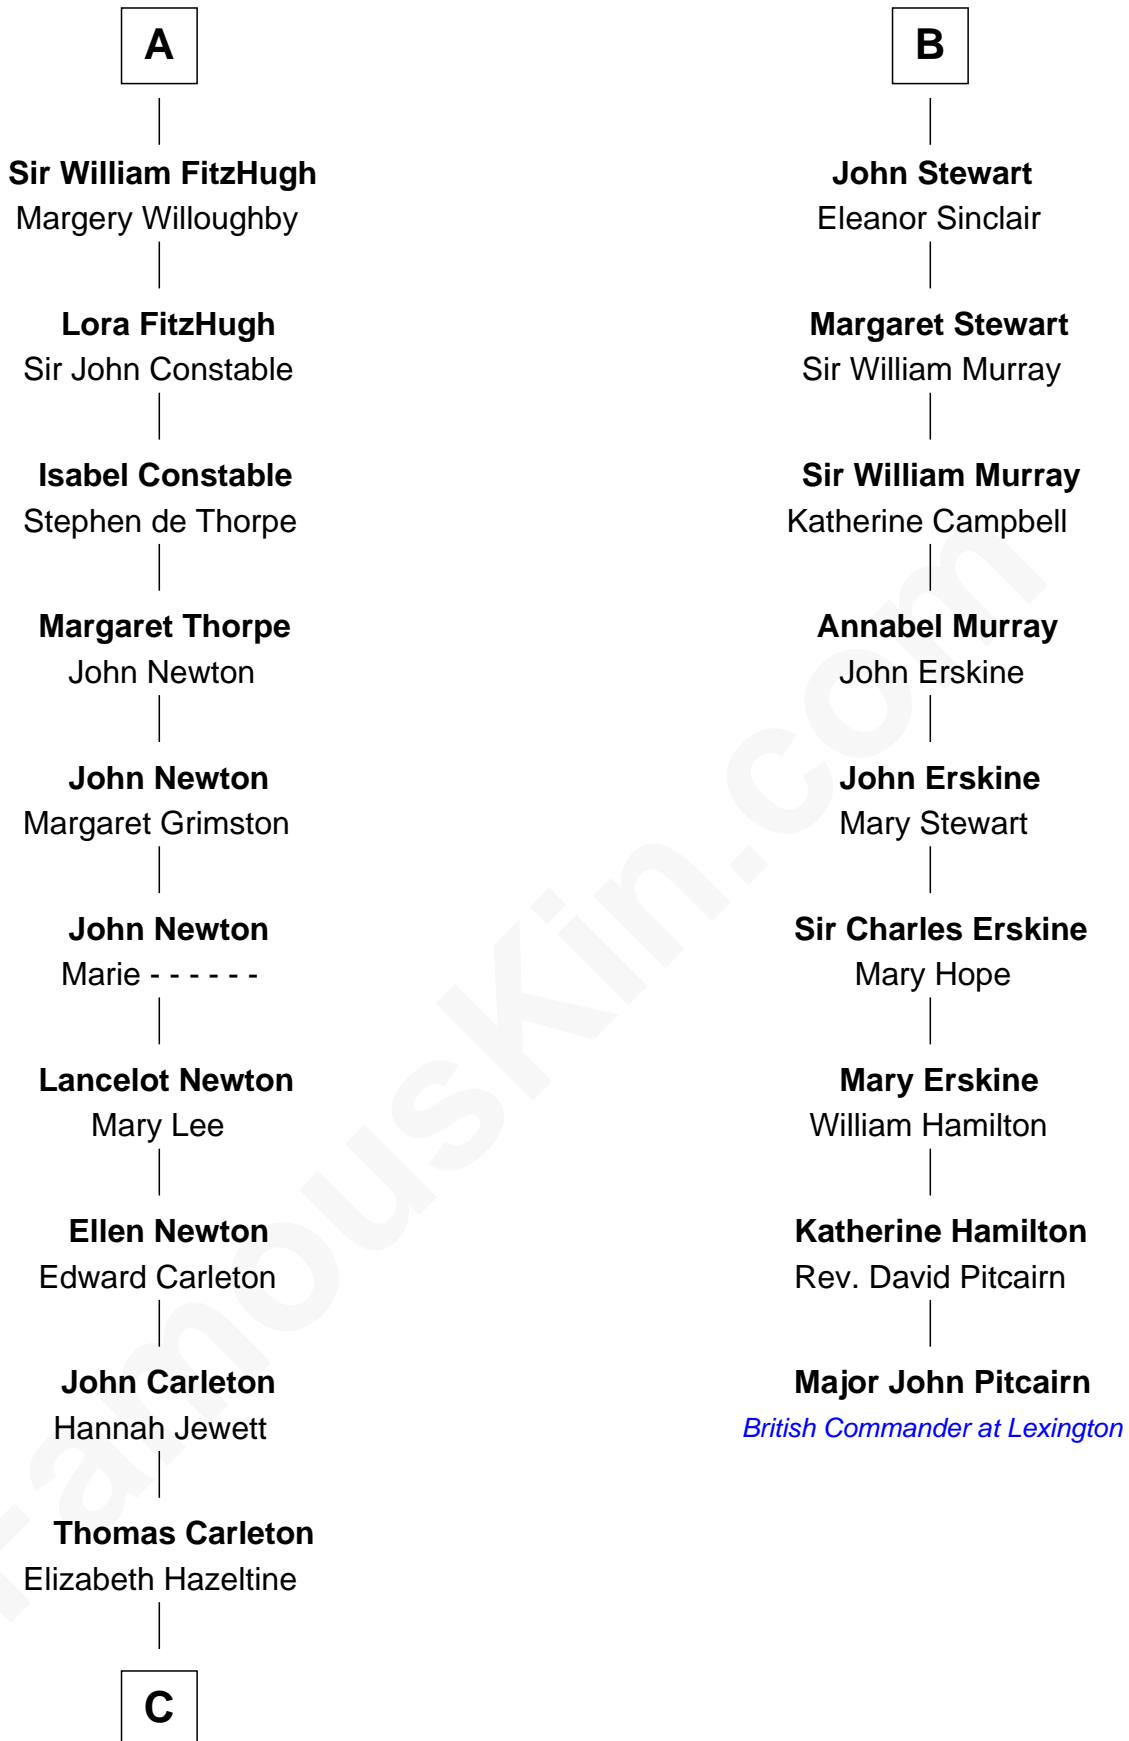 A
Sir William FitzHugh
Margery Willoughby
Lora FitzHugh
Sir John Constable
Isabel Constable
Stephen de Thorpe
Margaret Thorpe
John Newton
John Newton
Margaret Grimston
John Newton
Marie - - - - - -
Lancelot Newton
Mary Lee
Ellen Newton
Edward Carleton
John Carleton
Hannah Jewett
Thomas Carleton
Elizabeth Hazeltine
C
B
John Stewart
Eleanor Sinclair
Margaret Stewart
Sir William Murray
Sir William Murray
Katherine Campbell
Annabel Murray
John Erskine
John Erskine
Mary Stewart
Sir Charles Erskine
Mary Hope
Mary Erskine
William Hamilton
Katherine Hamilton
Rev. David Pitcairn
Major John Pitcairn
British Commander at Lexington
FamousKin.com